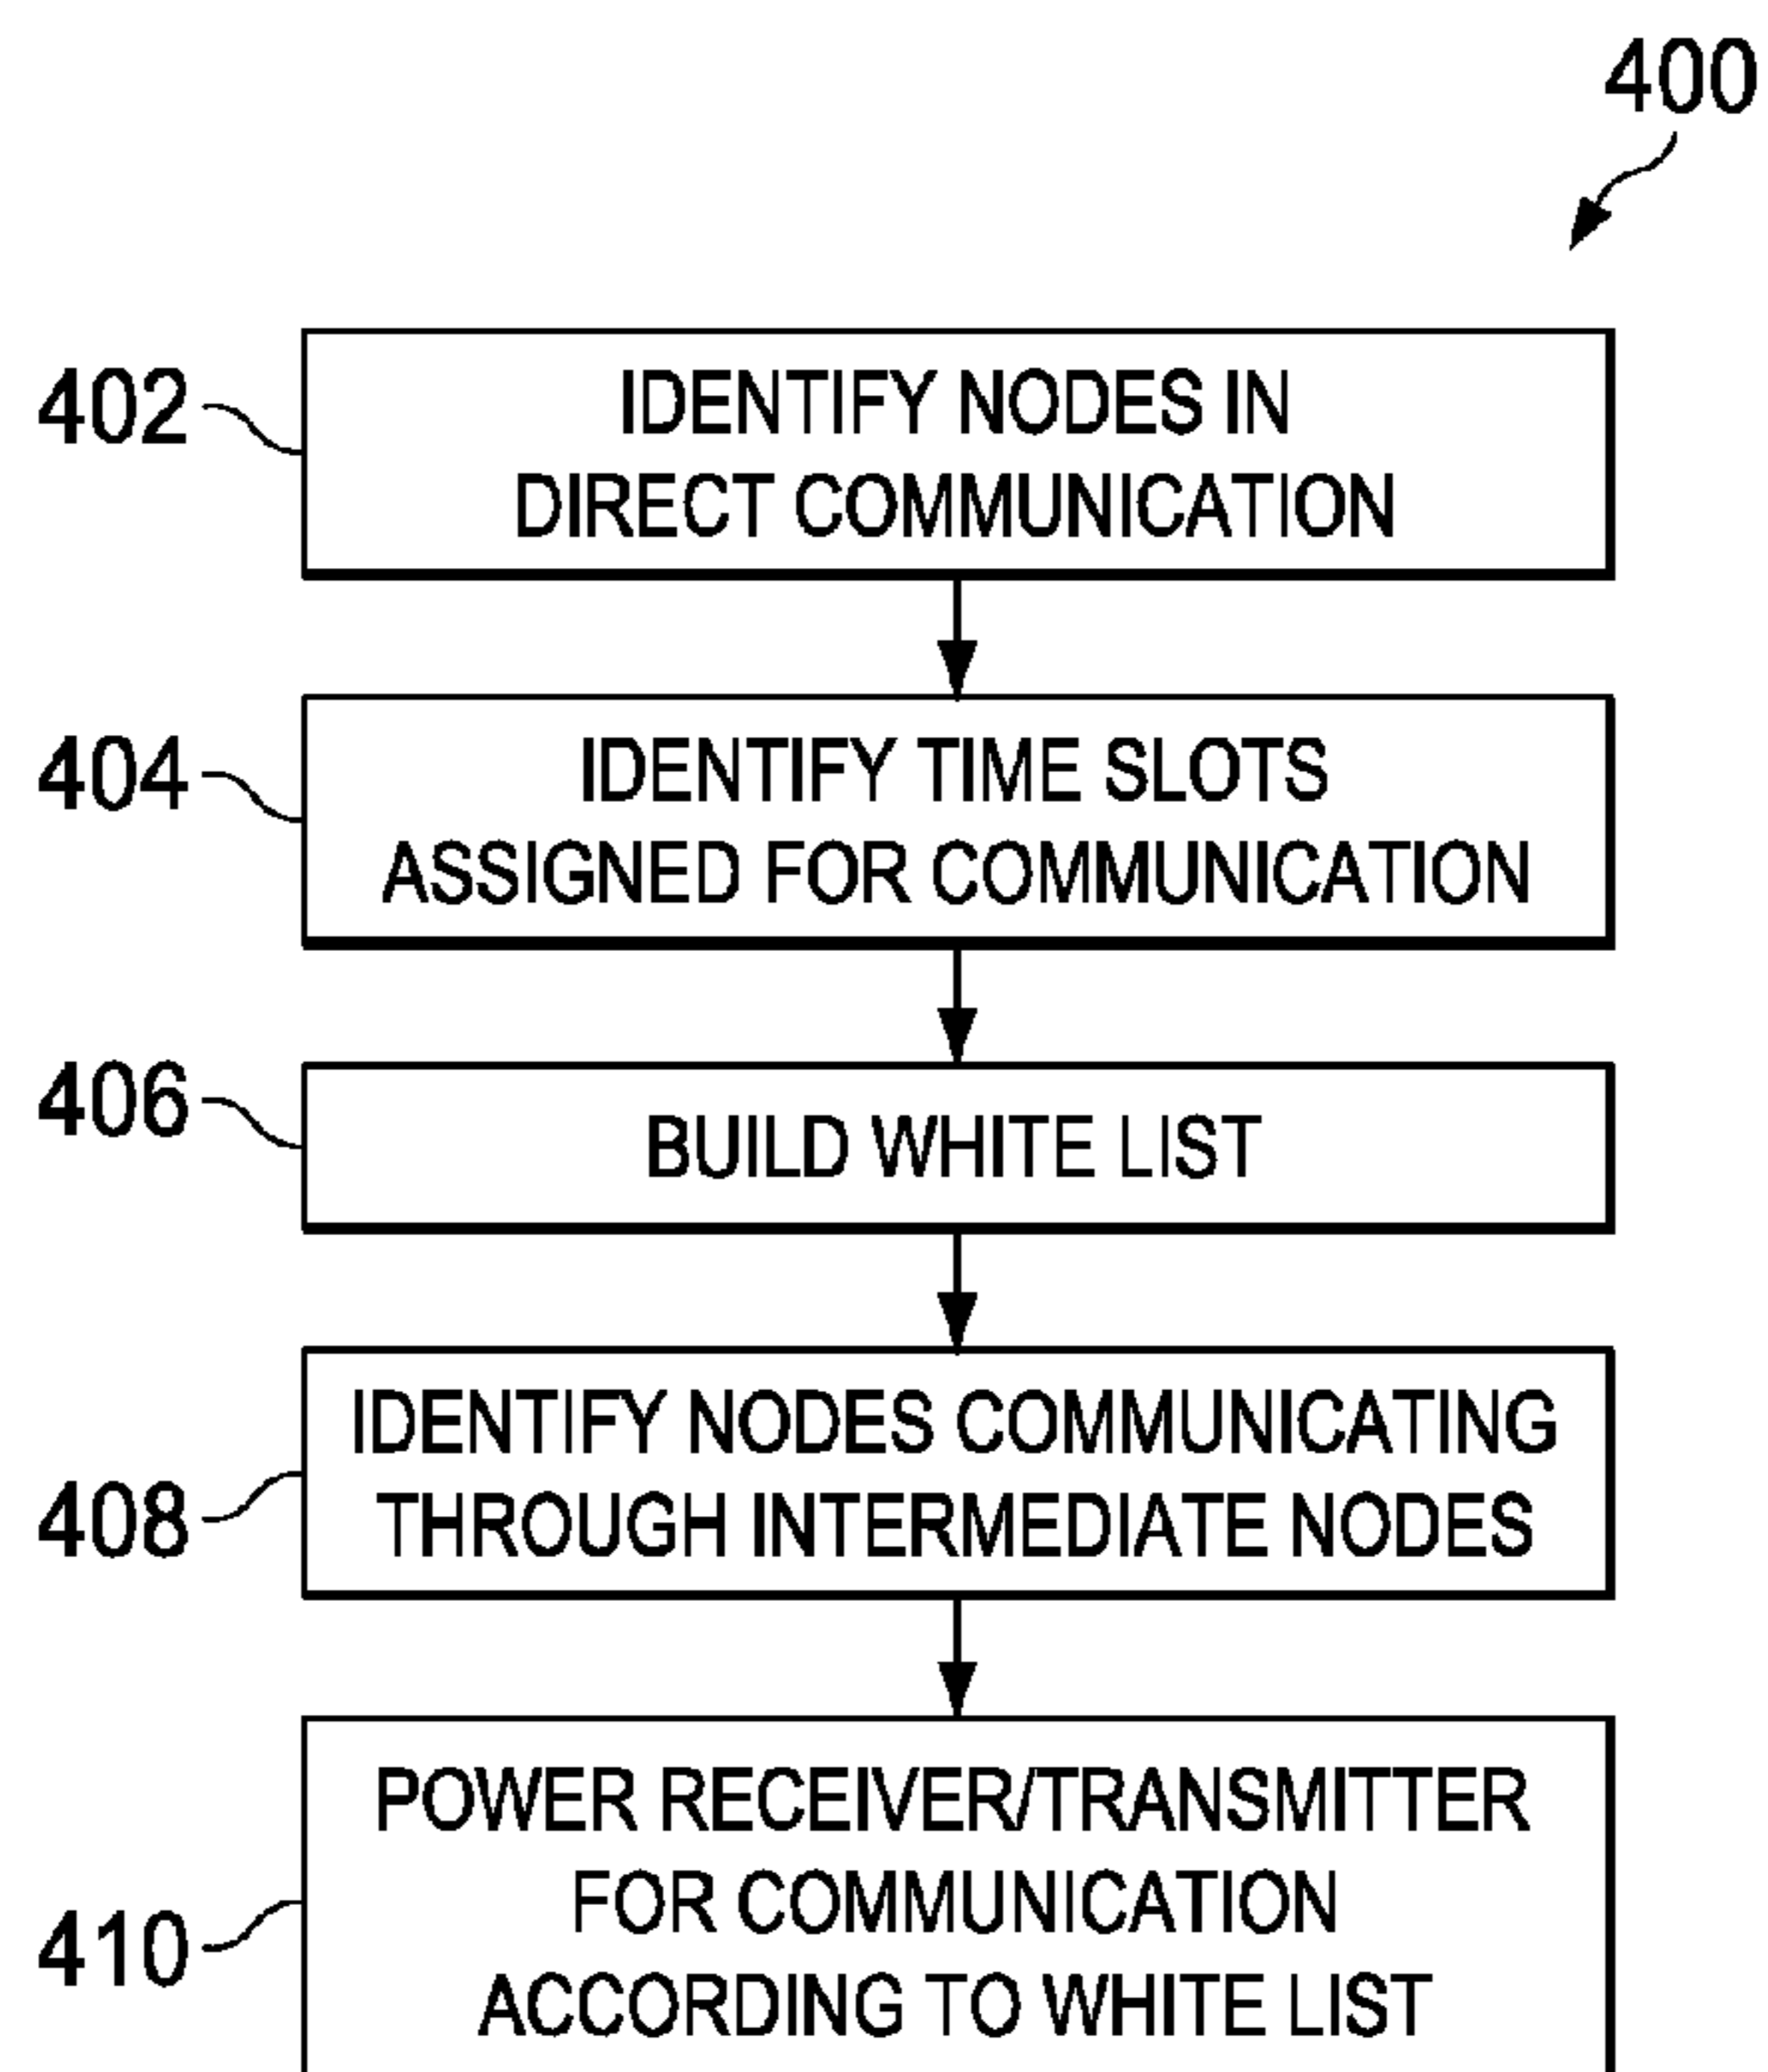 400
402
IDENTIFY NODES IN
DIRECT COMMUNICATION
404
IDENTIFY TIME SLOTS
ASSIGNED FOR COMMUNICATION
406
BUILD WHITE LIST
408
IDENTIFY NODES COMMUNICATING
THROUGH INTERMEDIATE NODES
410
POWER RECEIVER/TRANSMITTER
FOR COMMUNICATION
ACCORDING TO WHITE LIST